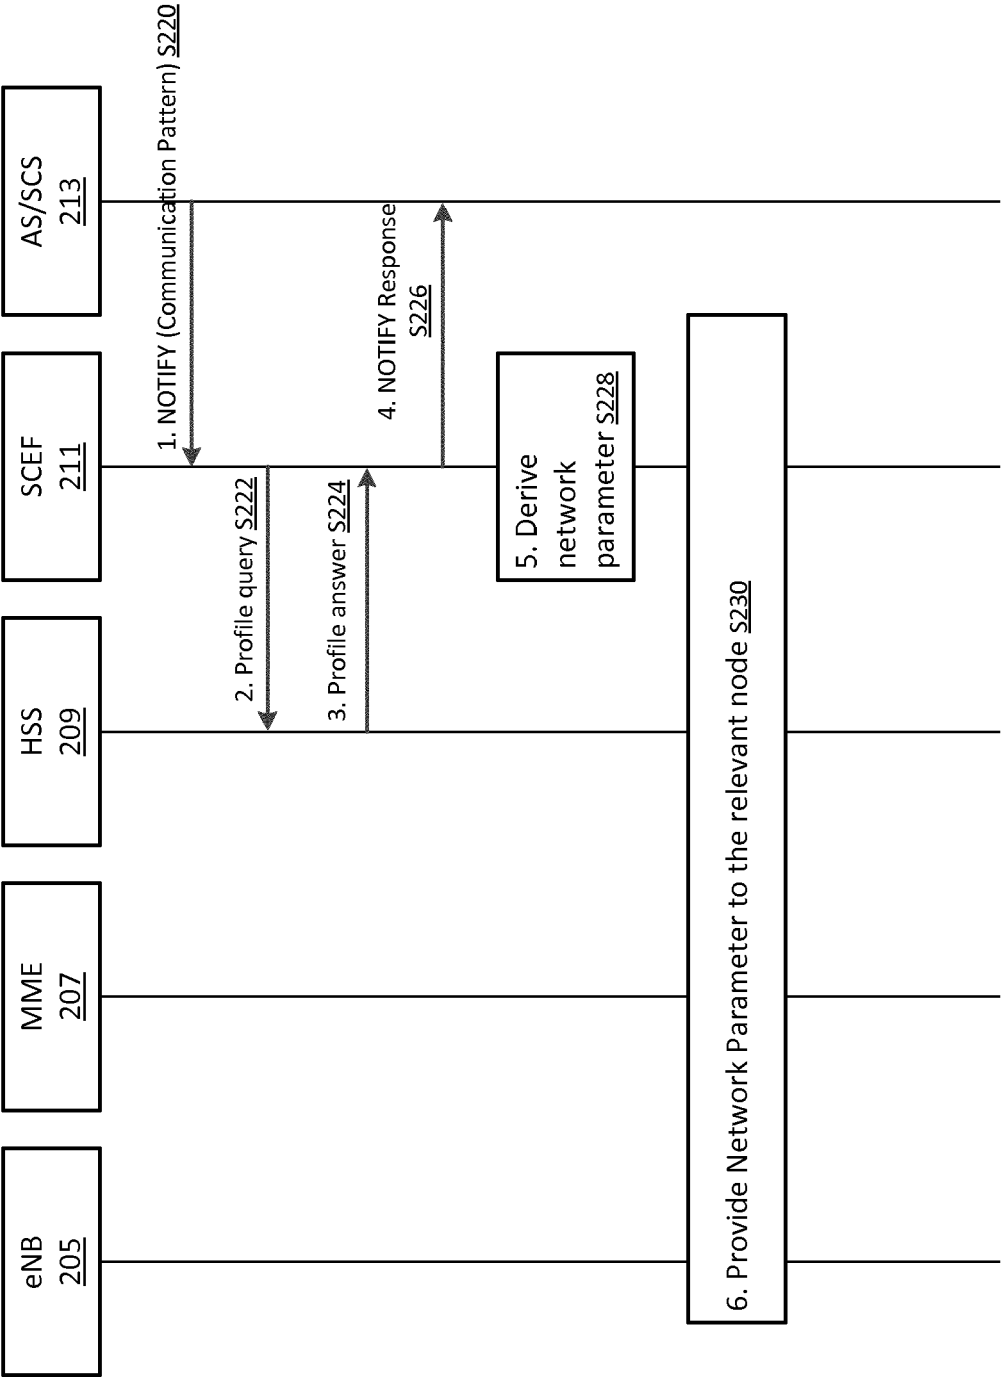 eNB
205
MME
207
HSS
209
SCEF
211
AS/SCS
213
1. NOTIFY (Communication Pattern) S220
2. Profile query S222
3. Profile answer S224
4. NOTIFY Response
S226
5. Derive
network
parameter S228
6. Provide Network Parameter to the relevant node S230